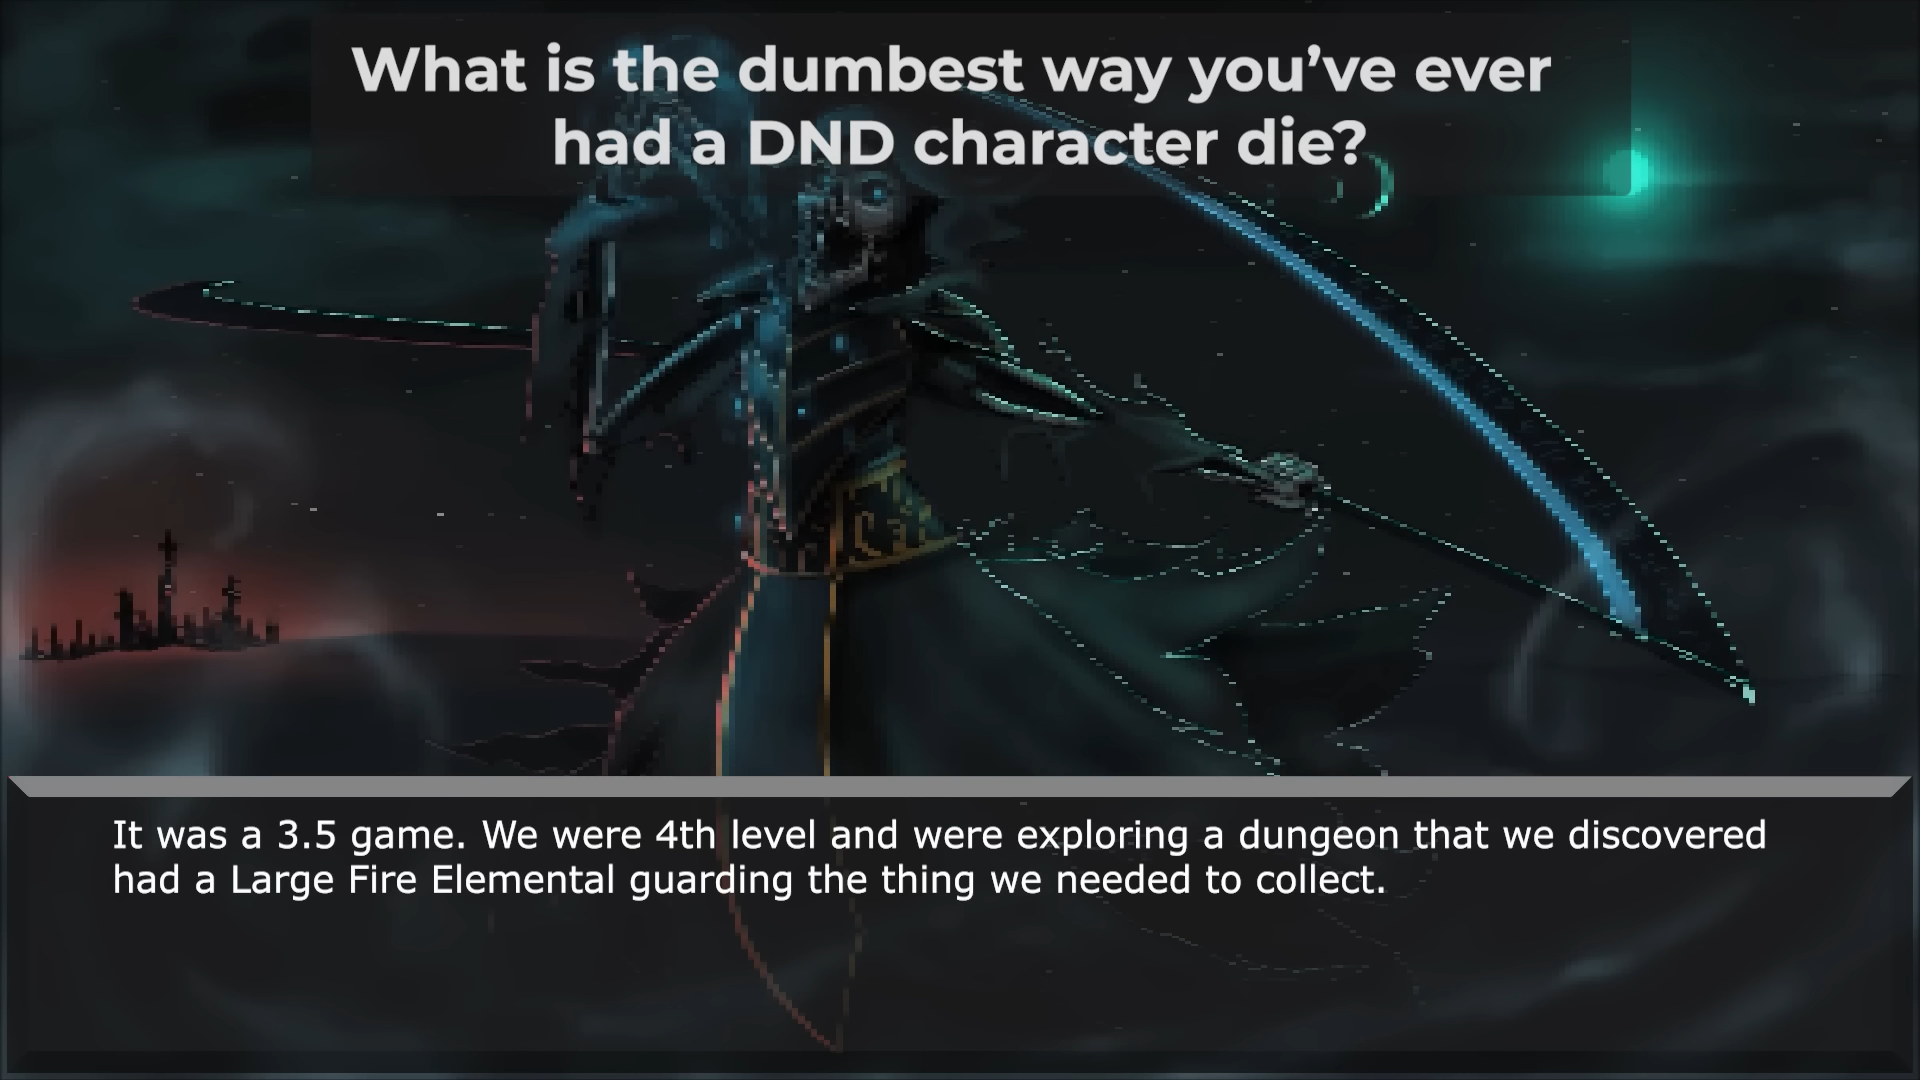 What is the dumbest way you’ve ever
had a DND character die?
It was a 3.5 game. We were 4th level and were exploring a dungeon that we discovered
had a Large Fire Elemental guarding the thing we needed to collect.